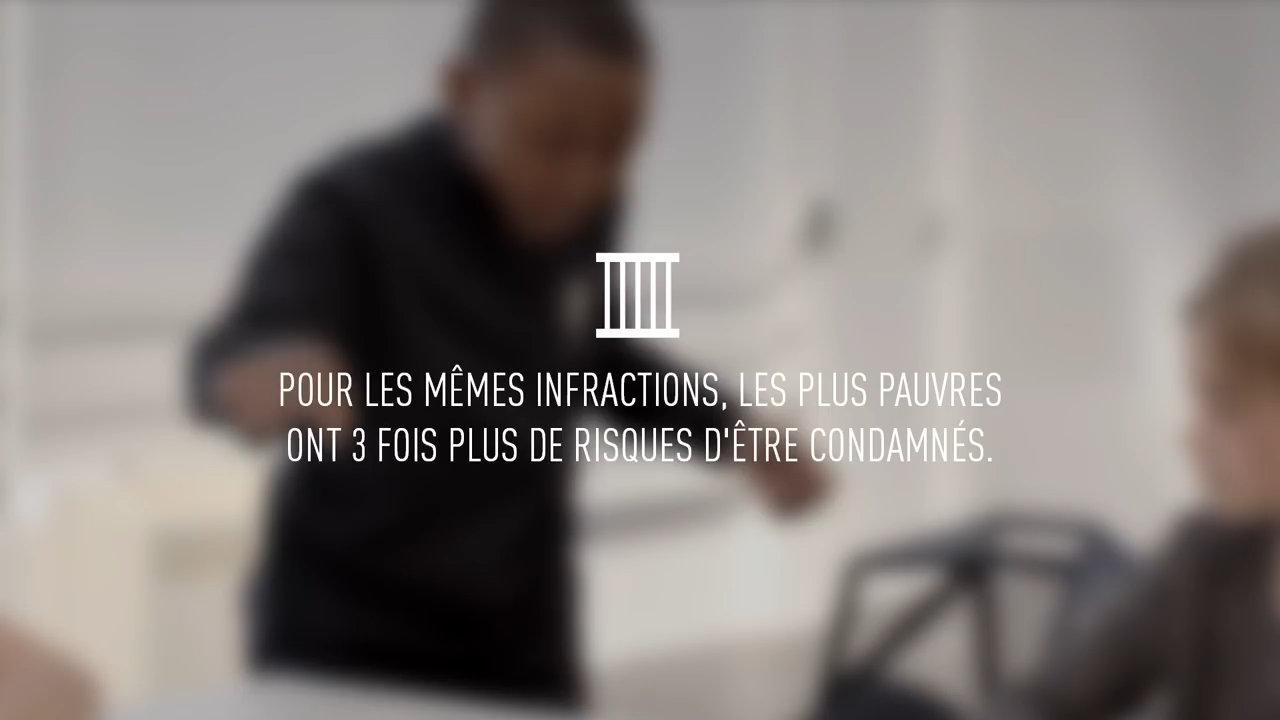 POUR LES MÊMES INFRACTIONS, LES PLUS PAUVRES
ONT 3 FOIS PLUS DE RISQUES D'ÊTRE CONDAMNÉS.